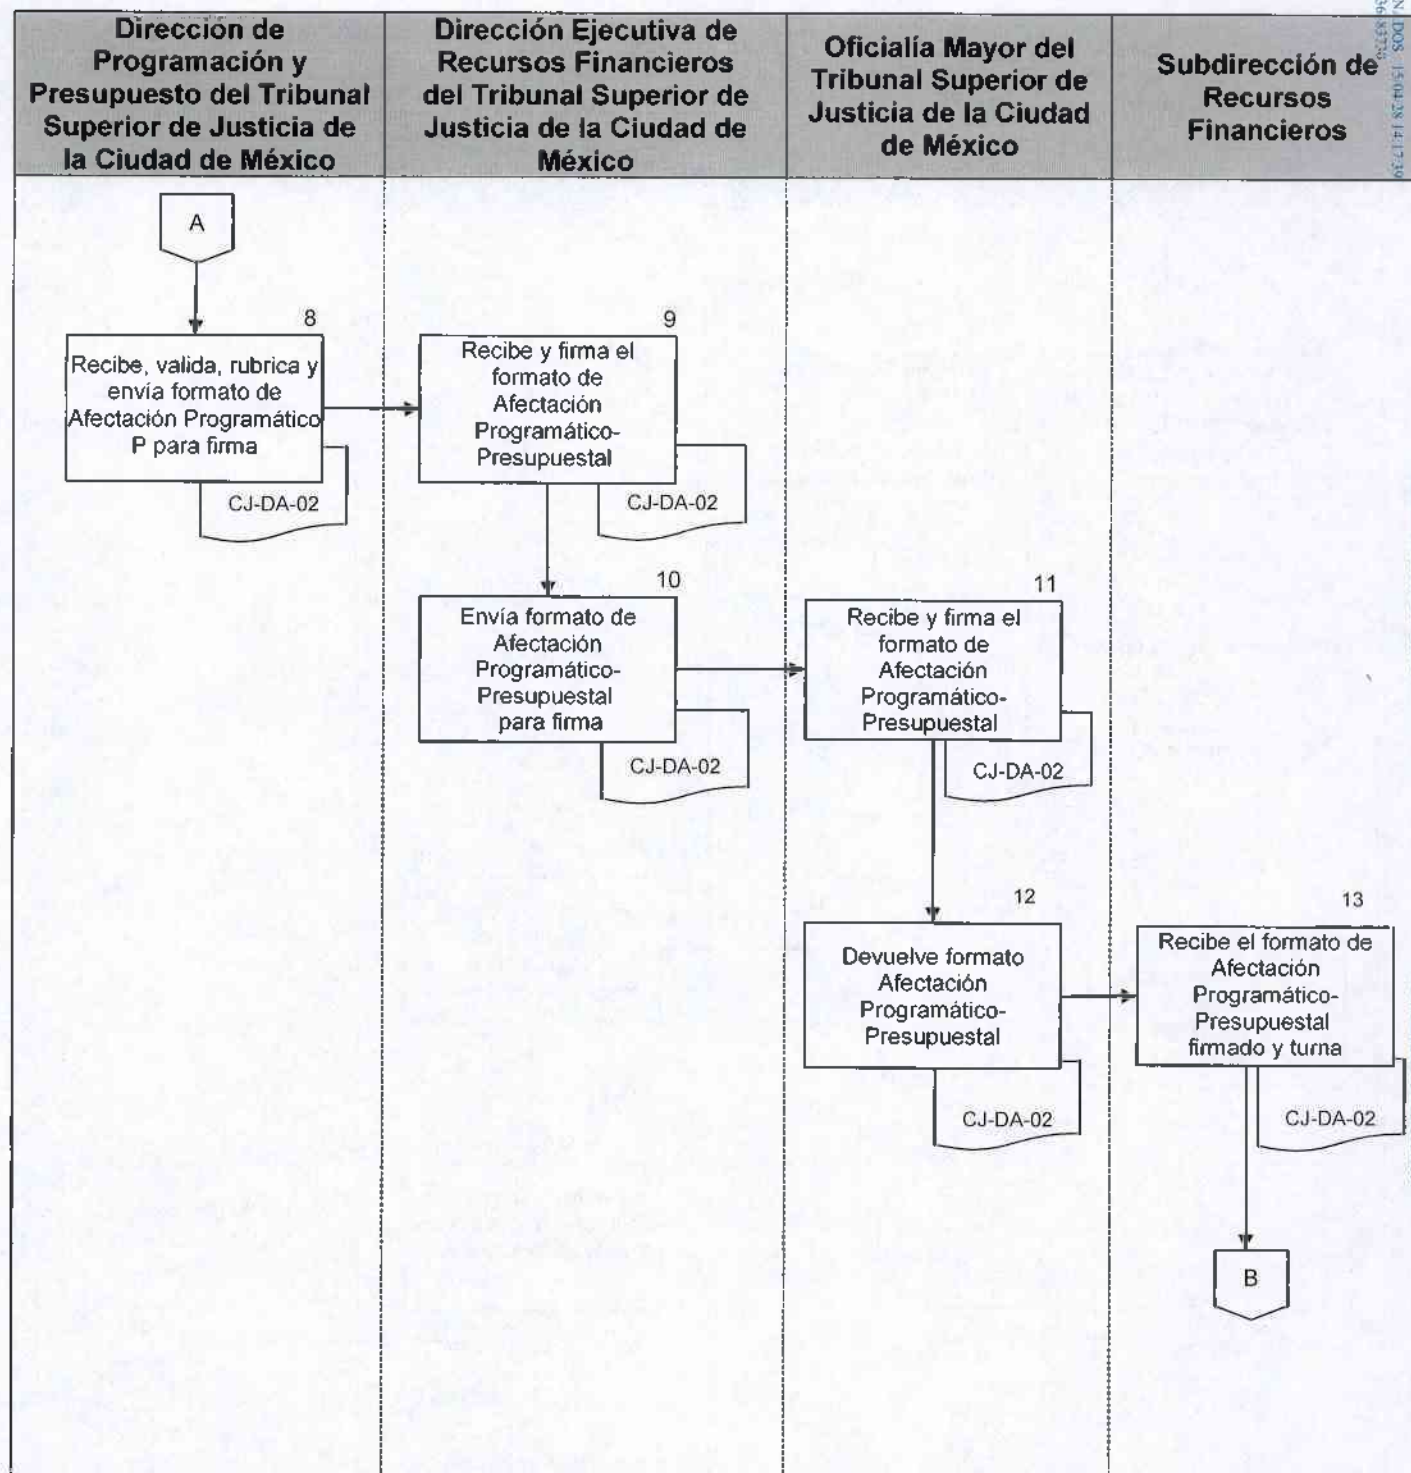 Dirección de
Programación y
Presupuesto del Tribunal
Superior de Justicia de
la Ciudad de México
Dirección Ejecutiva de
Recursos Financieros
del Tribunal Superior de
Justicia de la Ciudad de
México
Oficialía Mayor del
Tribunal Superior de
Justicia de la Ciudad
de México
Subdirección de
Recursos
Financieros
A
8
Recibe, valida, rubrica y
envía formato de
Afectación Programático
P para firma
CJ-DA-02
9
Recibe y firma el
formato de
Afectación
Programático-
Presupuestal
CJ-DA-02
10
Envía formato de
Afectación
Programático-
Presupuestal
para firma
CJ-DA-02
11
Recibe y firma el
formato de
Afectación
Programático-
Presupuestal
CJ-DA-02
12
Devuelve formato
Afectación
Programático-
Presupuestal
CJ-DA-02
13
Recibe el formato de
Afectación
Programático-
Presupuestal
firmado y turna
CJ-DA-02
B